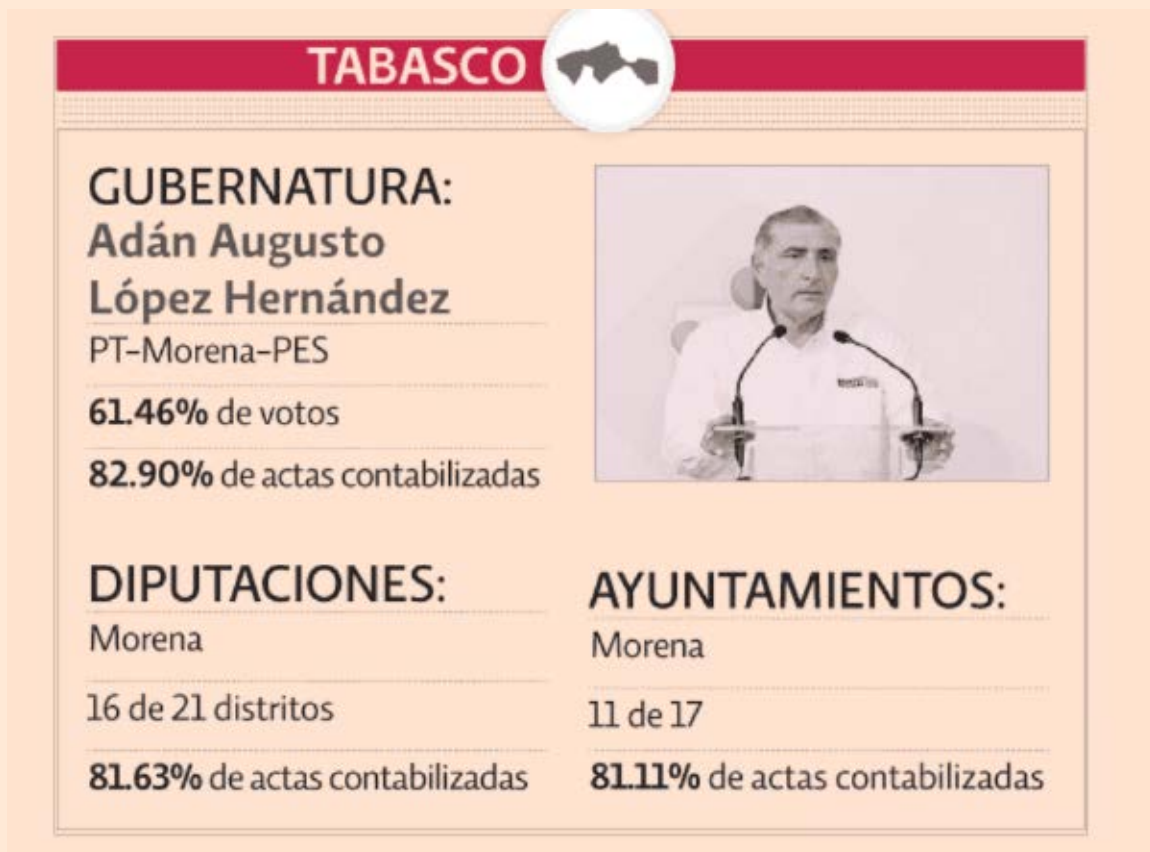 TABASCO
GUBERNATURA:
Adán Augusto
López Hernández
PT-Morena-PES
61.46% de votos
82.90% de actas contabilizadas
DIPUTACIONES:
Morena
16 de 21 distritos
81.63% de actas contabilizadas
AYUNTAMIENTOS:
Morena
11 de 17
81.11% de actas contabilizadas